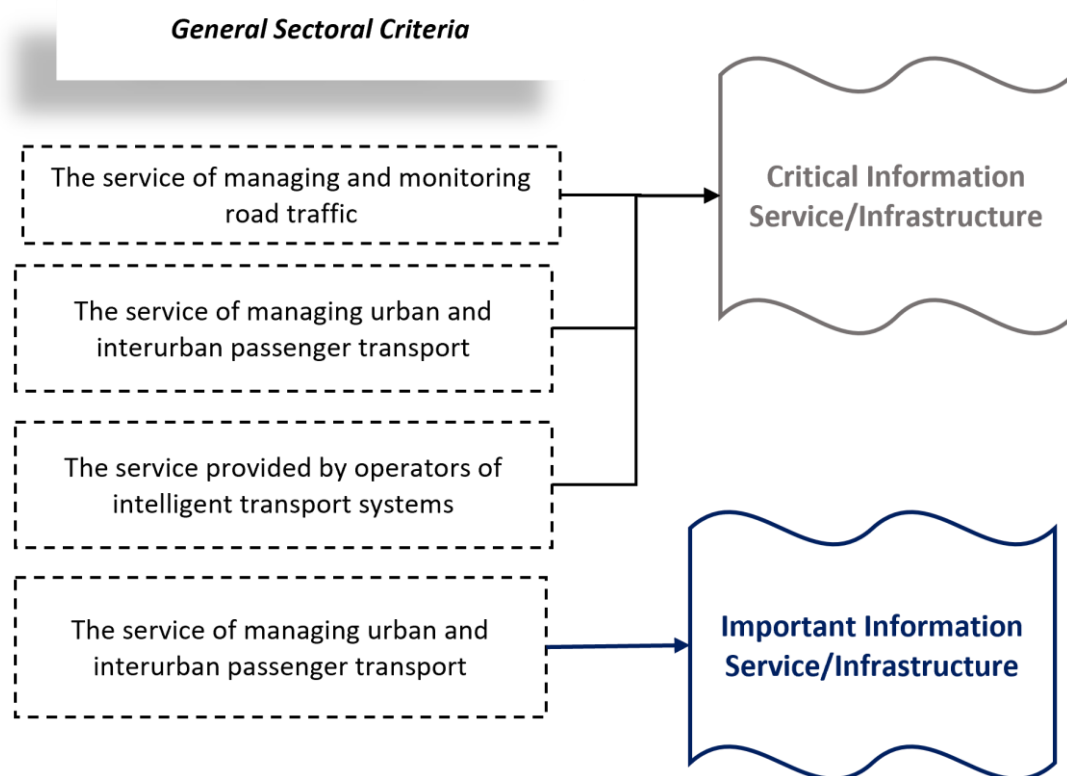 General Sectoral Criteria
The service of managing and monitoring
road traffic
The service of managing urban and
interurban passenger transport
The service provided by operators of
intelligent transport systems
The service of managing urban and
interurban passenger transport
Critical Information
Service/Infrastructure
Important Information
Service/Infrastructure